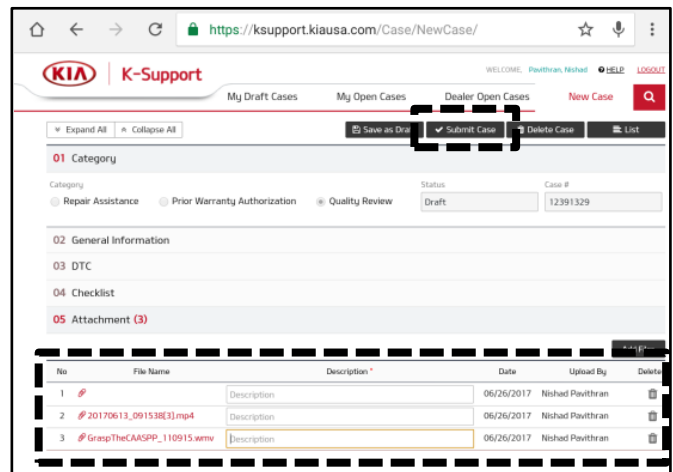 https://ksupport.kiausa.com/Case/NewCase/
KIA K-Support
WELCOME, Pavithran, Nishad HELP LOGOUT
My Draft Cases My Open Cases Dealer Open Cases New Case
Expand All Collapse All Save as Draft Submit Case Delete Case List
01 Category
Category Status Case #
Repair Assistance Prior Warranty Authorization Quality Review Draft 12391329
02 General Information
03 DTC
04 Checklist
05 Attachment (3)
No File Name Description * Date Upload By Delete
1 Description 06/26/2017 Nishad Pavithran
2 20170613_091538[3].mp4 Description 06/26/2017 Nishad Pavithran
3 GraspTheCAASPP_110915.wmv Description 06/26/2017 Nishad Pavithran